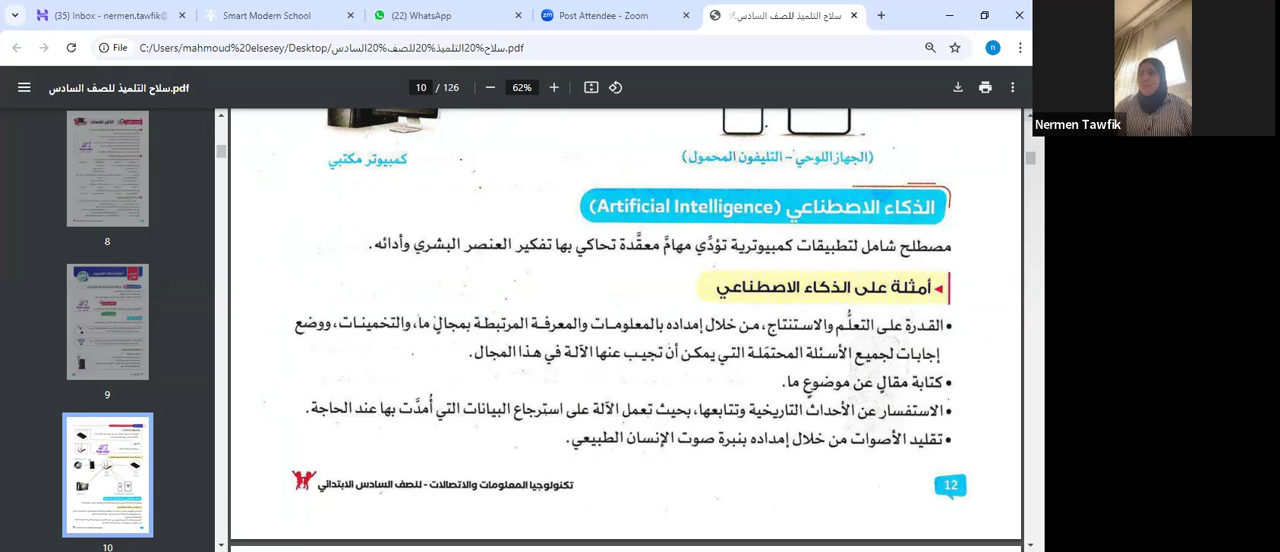 (35) Inbox - nermen.tawfik@
Smart Modern School
(22) WhatsApp
Post Attendee - Zoom
سلاح التلميذ للصف السادس.pdf
File
C:/Users/mahmoud%20elsesey/Desktop/سلاح%20التلميذ%20للصف%20السادس.pdf
n
سلاح التلميذ للصف السادس.pdf
10 / 126
62%
Nermen Tawfik
8
9
10
(الجهاز اللوحي – التليفون المحمول)
كمبيوتر مكتبي
الذكاء الاصطناعي (Artificial Intelligence)
مصطلح شامل لتطبيقات كمبيوترية تؤدِّي مهامَّ معقَّدة تحاكي بها تفكير العنصر البشري وأدائه.
أمثلة على الذكاء الاصطناعي
• القدرة على التعلُّم والاستنتاج، من خلال إمداده بالمعلومات والمعرفة المرتبطة بمجالٍ ما، والتخمينات، ووضع
إجابات لجميع الأسئلة المحتمَلة التي يمكن أن تجيب عنها الآلة في هذا المجال.
• كتابة مقالٍ عن موضوعٍ ما.
• الاستفسار عن الأحداث التاريخية وتتابعها، بحيث تعمل الآلة على استرجاع البيانات التي أُمدَّت بها عند الحاجة.
• تقليد الأصوات من خلال إمداده بنبرة صوت الإنسان الطبيعي.
12
تكنولوجيا المعلومات والاتصالات - للصف السادس الابتدائي